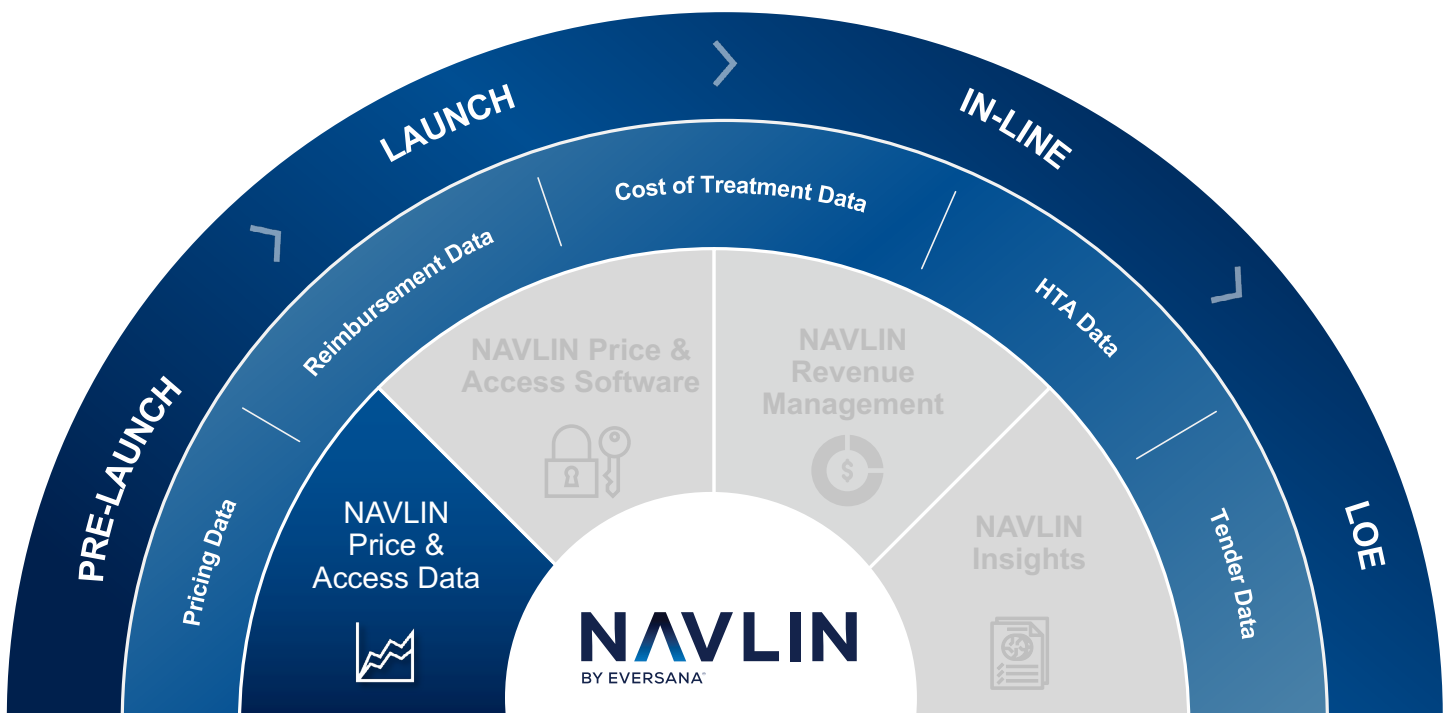 PRE-LAUNCH
LAUNCH
IN-LINE
LOE
Pricing Data
Reimbursement Data
Cost of Treatment Data
HTA Data
Tender Data
NAVLIN
Price &
Access Data
NAVLIN Price &
Access Software
NAVLIN
Revenue
Management
$
NAVLIN
Insights
NAVLIN
BY EVERSANA™